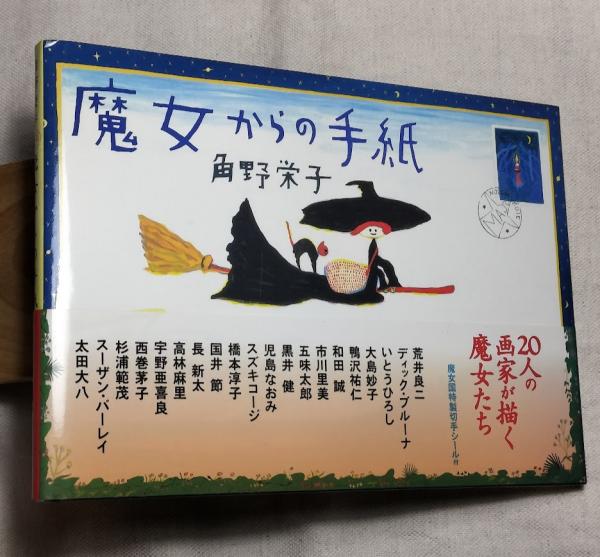 魔女からの手紙
角野栄子
20人の
画家が描く
魔女たち
魔女国特製切手・シール付
荒井良二
ディック・ブルーナ
いとうひろし
大島妙子
鴨沢祐仁
和田 誠
市川里美
五味太郎
黒井 健
児島なおみ
スズキコージ
橋本淳子
国井 節
長 新太
高林麻里
宇野亜喜良
西巻茅子
杉浦範茂
スーザン・バーレイ
太田大八